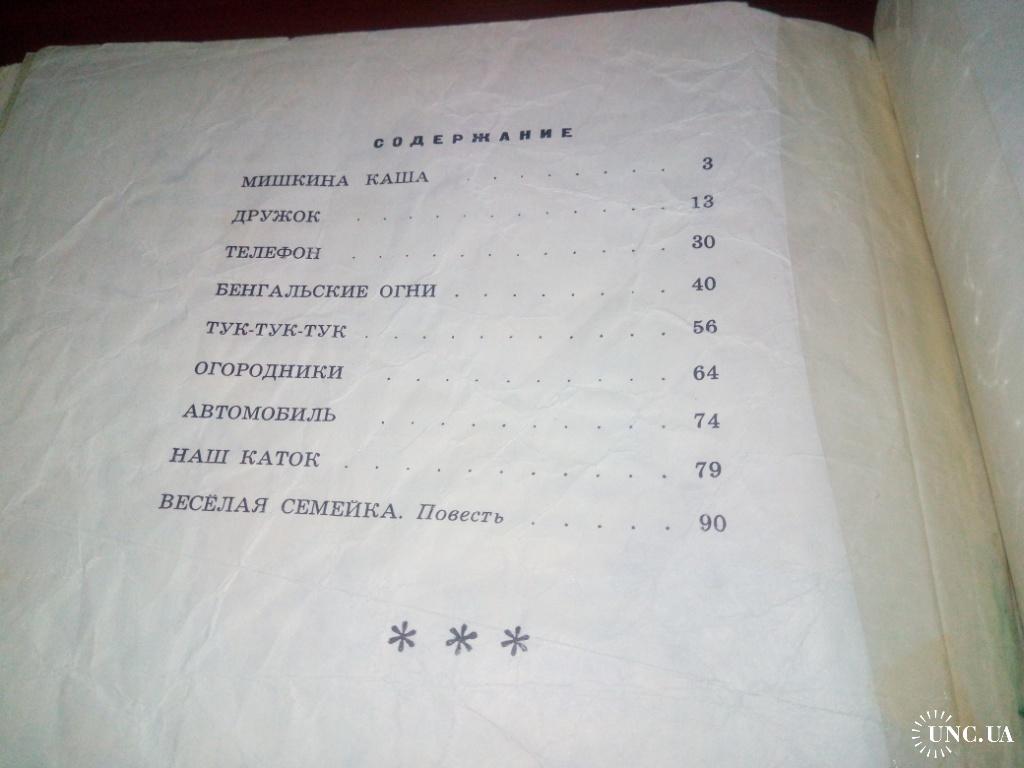 СОДЕРЖАНИЕ
МИШКИНА КАША . . . . . . . . 3
ДРУЖОК . . . . . . . . . . . . 13
ТЕЛЕФОН . . . . . . . . . . . . 30
БЕНГАЛЬСКИЕ ОГНИ . . . . . . . . 40
ТУК-ТУК-ТУК . . . . . . . . . . . 56
ОГОРОДНИКИ . . . . . . . . . . 64
АВТОМОБИЛЬ . . . . . . . . . . 74
НАШ КАТОК . . . . . . . . . . . 79
ВЕСЁЛАЯ СЕМЕЙКА. Повесть . . . . . 90
* * *
UNC.UA